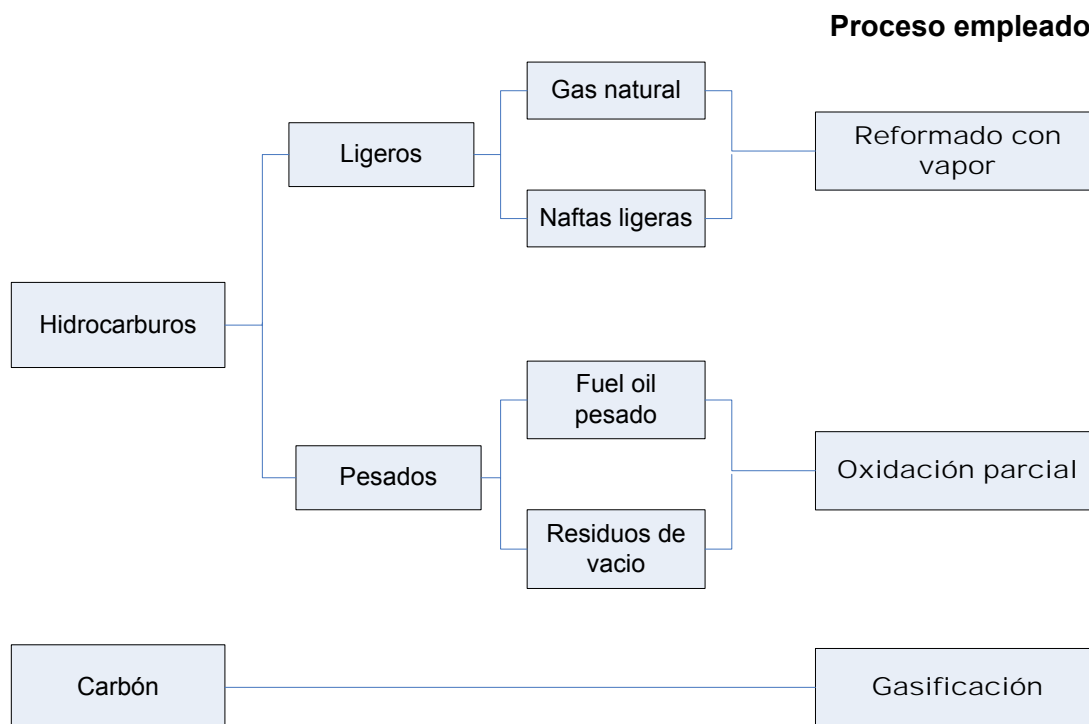 Proceso empleado
Gas natural
Ligeros
Reformado con
vapor
Naftas ligeras
Hidrocarburos
Fuel oil
pesado
Pesados
Oxidación parcial
Residuos de
vacio
Carbón
Gasificación